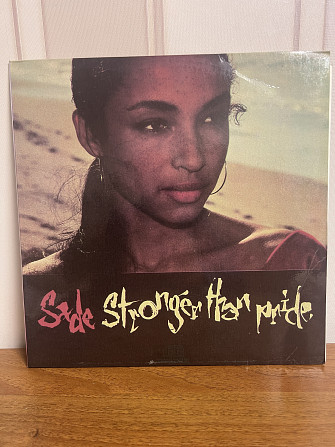 Sade Stronger than pride